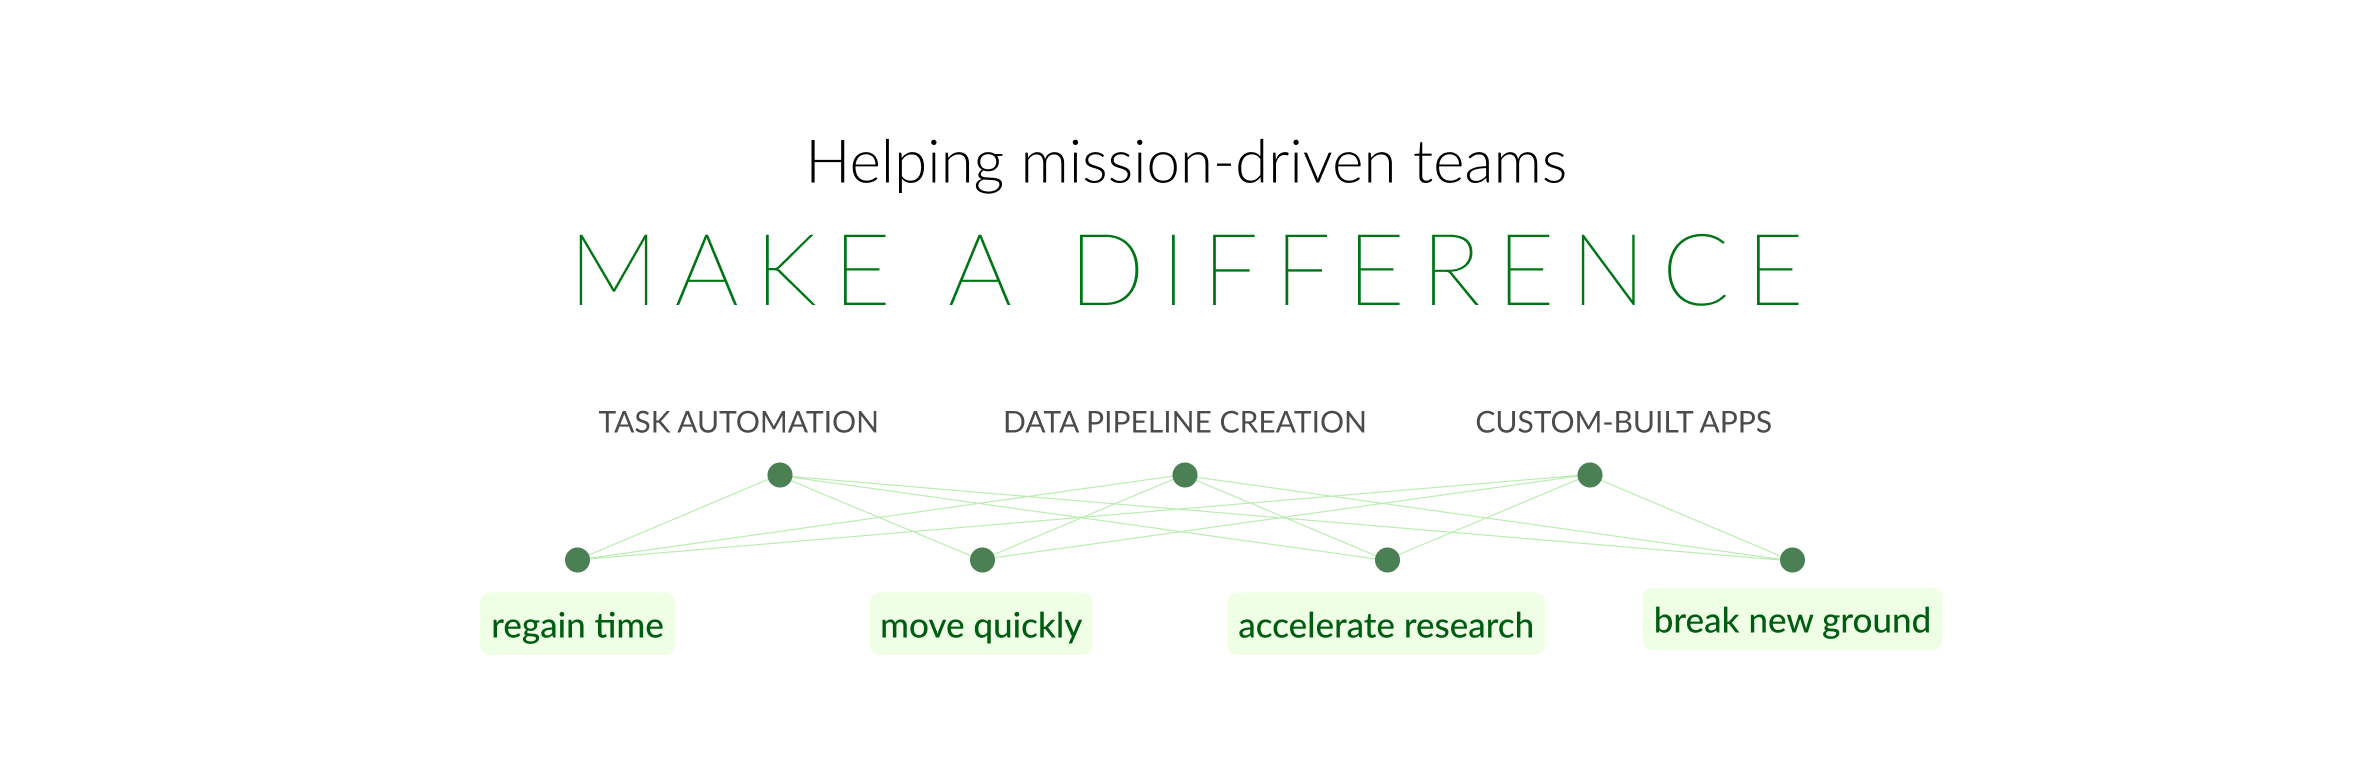 Helping mission-driven teams
MAKE A DIFFERENCE
TASK AUTOMATION
DATA PIPELINE CREATION
CUSTOM-BUILT APPS
regain time
move quickly
accelerate research
break new ground